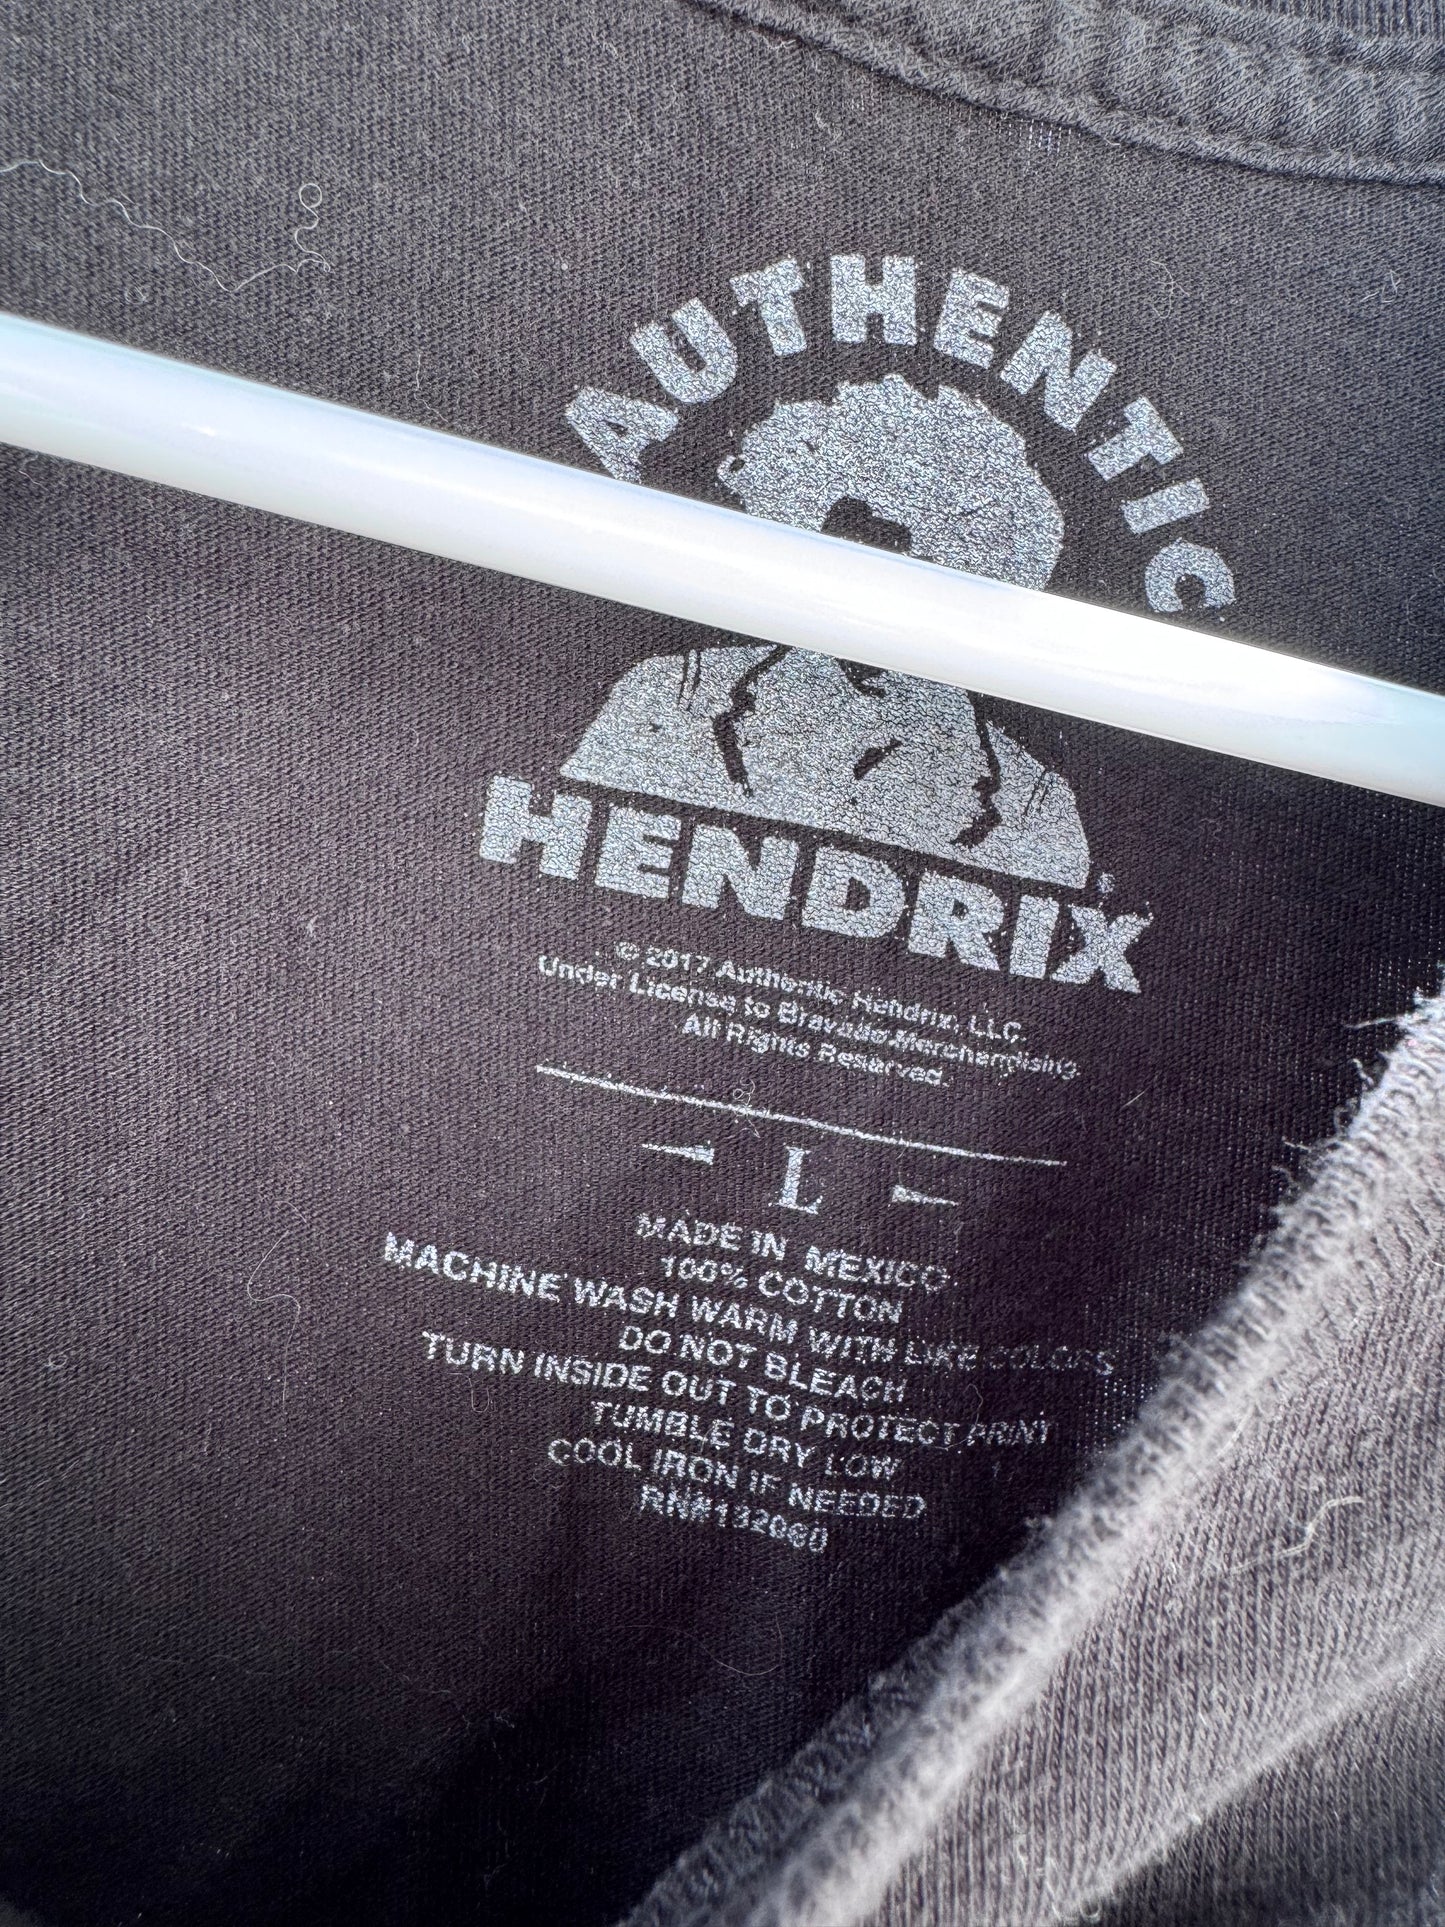 AUTHENTIC
HENDRIX
© 2017 Authentic Hendrix, LLC.
Under License to Bravado Merchandising
All Rights Reserved.
L
MADE IN MEXICO
100% COTTON
MACHINE WASH WARM WITH LIKE COLORS
DO NOT BLEACH
TURN INSIDE OUT TO PROTECT PRINT
TUMBLE DRY LOW
COOL IRON IF NEEDED
RN#132060